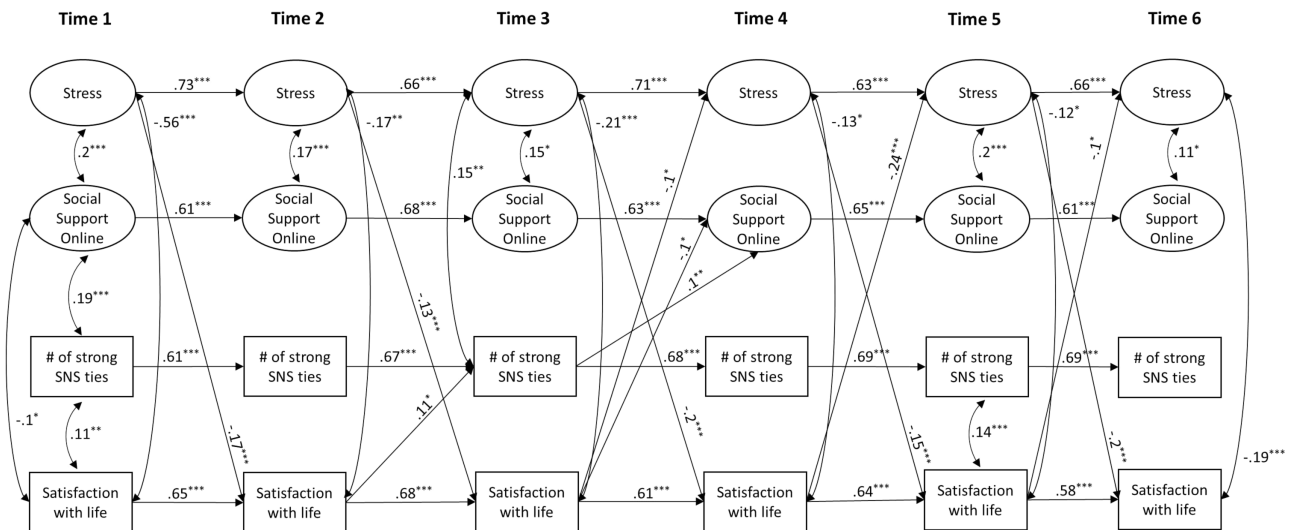 Time 1
Time 2
Time 3
Time 4
Time 5
Time 6
Stress
.73***
Stress
.66***
Stress
.71***
Stress
.63***
Stress
.66***
Stress
-.56***
-.17**
-.21***
-.13*
-.12*
.2***
.17***
.15*
.2***
.11*
.15**
-.1*
-.24***
-.1*
Social
Support
Online
.61***
Social
Support
Online
.68***
Social
Support
Online
.63***
Social
Support
Online
.65***
Social
Support
Online
.61***
Social
Support
Online
-.1*
.1**
.19***
-.13***
# of strong
SNS ties
.61***
# of strong
SNS ties
.67***
# of strong
SNS ties
.68***
# of strong
SNS ties
.69***
# of strong
SNS ties
.69***
# of strong
SNS ties
-.1*
.11**
-.17***
.11*
-.2***
-.15***
.14***
-.2***
-.19***
Satisfaction
with life
.65***
Satisfaction
with life
.68***
Satisfaction
with life
.61***
Satisfaction
with life
.64***
Satisfaction
with life
.58***
Satisfaction
with life